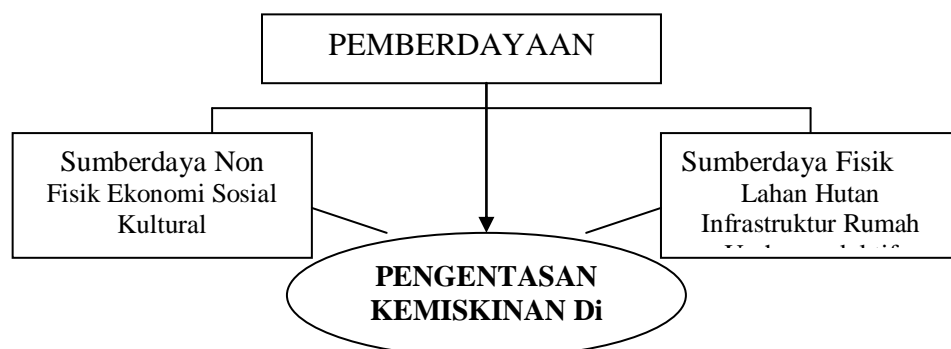 PEMBERDAYAAN
Sumberdaya Non
Fisik Ekonomi Sosial
Kultural
Sumberdaya Fisik
Lahan Hutan
Infrastruktur Rumah
PENGENTASAN
KEMISKINAN Di